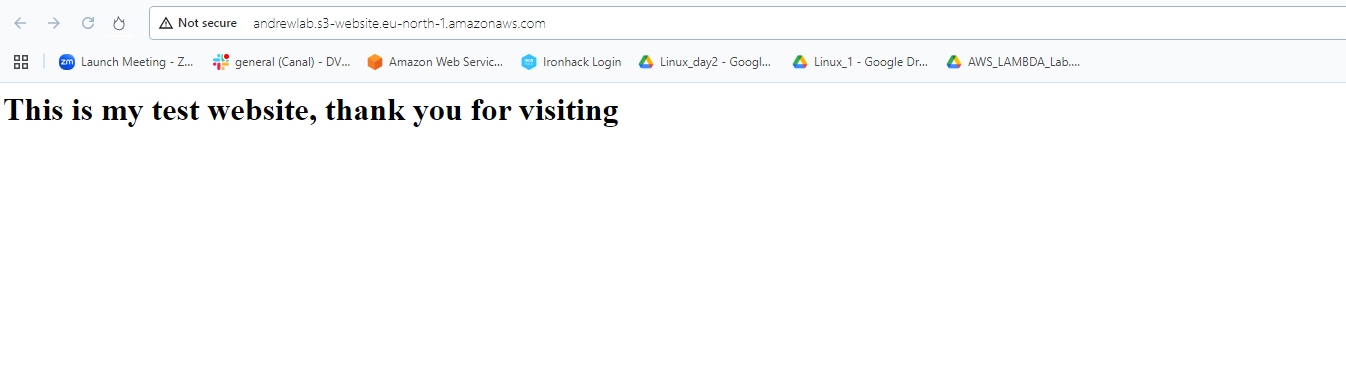 Not secure andrewlab.s3-website.eu-north-1.amazonaws.com
zm Launch Meeting - Z... general (Canal) - DV... Amazon Web Servic... Ironhack Login Linux_day2 - Googl... Linux_1 - Google Dr... AWS_LAMBDA_Lab....
This is my test website, thank you for visiting